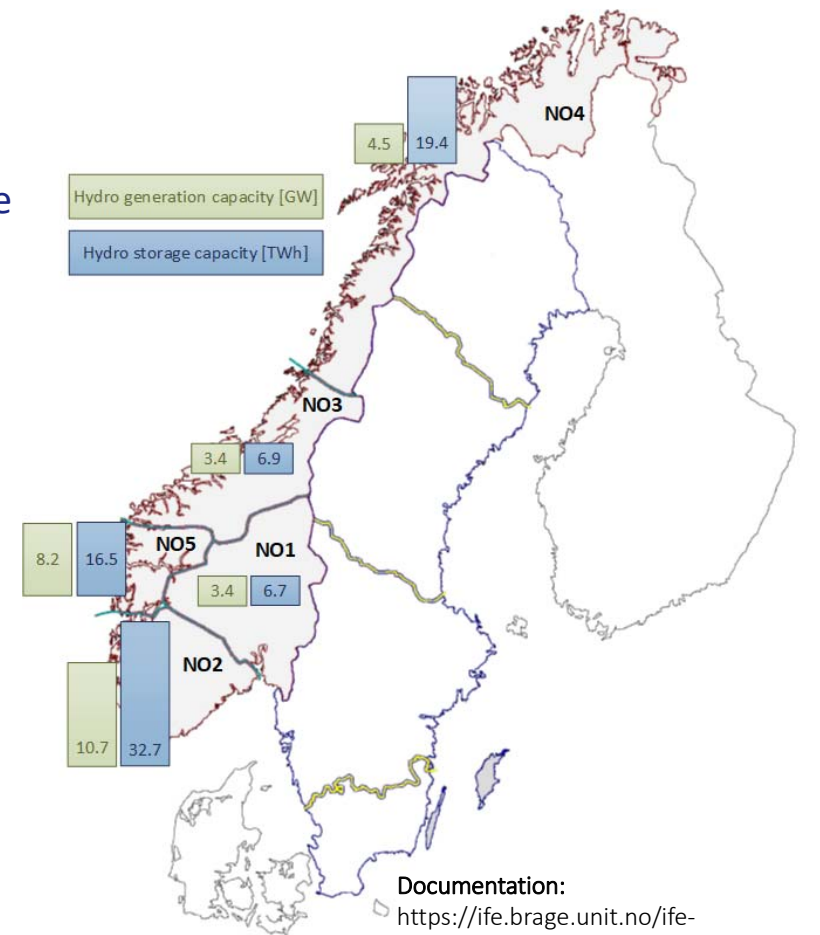 NO4
4.5 19.4
e
Hydro generation capacity [GW]
Hydro storage capacity [TWh]
NO3
3.4 6.9
NO5
8.2 16.5
NO1
3.4 6.7
NO2
10.7 32.7
Documentation:
https://ife.brage.unit.no/ife-